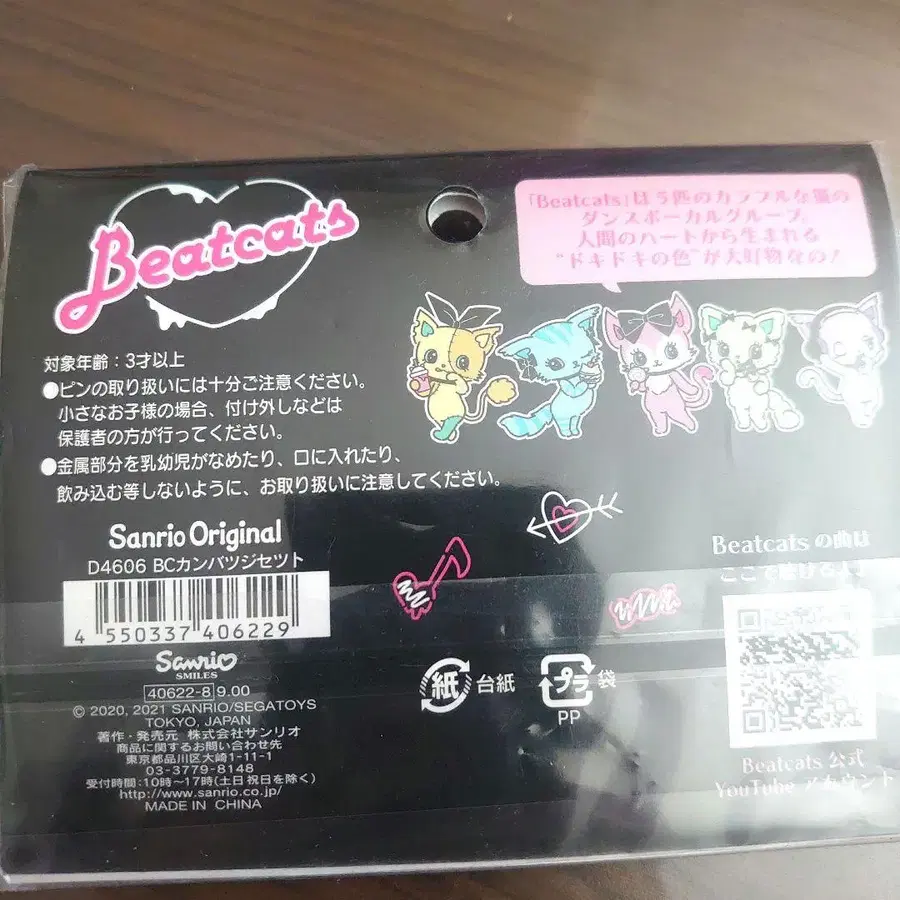 Beatcats
「Beatcats」は5匹のカラフルな猫の
ダンスボーカルグループ。
人間のハートから生まれる
“ドキドキの色”が大好物なの！
対象年齢：3才以上
●ピンの取り扱いには十分ご注意ください。
小さなお子様の場合、付け外しなどは
保護者の方が行ってください。
●金属部分を乳幼児がなめたり、口に入れたり、
飲み込む等しないように、お取り扱いに注意してください。
Sanrio Original
D4606 BCカンバツジセツト
4 550337 406229
Sanrio
SMILES
40622-8 9.00
© 2020, 2021 SANRIO/SEGATOYS
TOKYO, JAPAN
著作・発売元 株式会社サンリオ
商品に関するお問い合わせ先
東京都品川区大崎1-11-1
03-3779-8148
受付時間：10時～17時(土日祝日を除く)
http://www.sanrio.co.jp/
MADE IN CHINA
紙 台紙
プラ 袋
PP
Beatcats の曲は
ここで聴けるよ
Beatcats 公式
YouTube アカウント